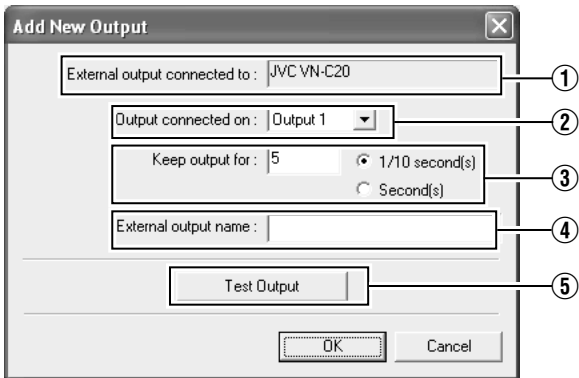 Add New Output
External output connected to : JVC VN-C20 ①
Output connected on : Output 1 ②
Keep output for : 5 1/10 second(s) ③
Second(s)
External output name : ④
Test Output ⑤
OK Cancel